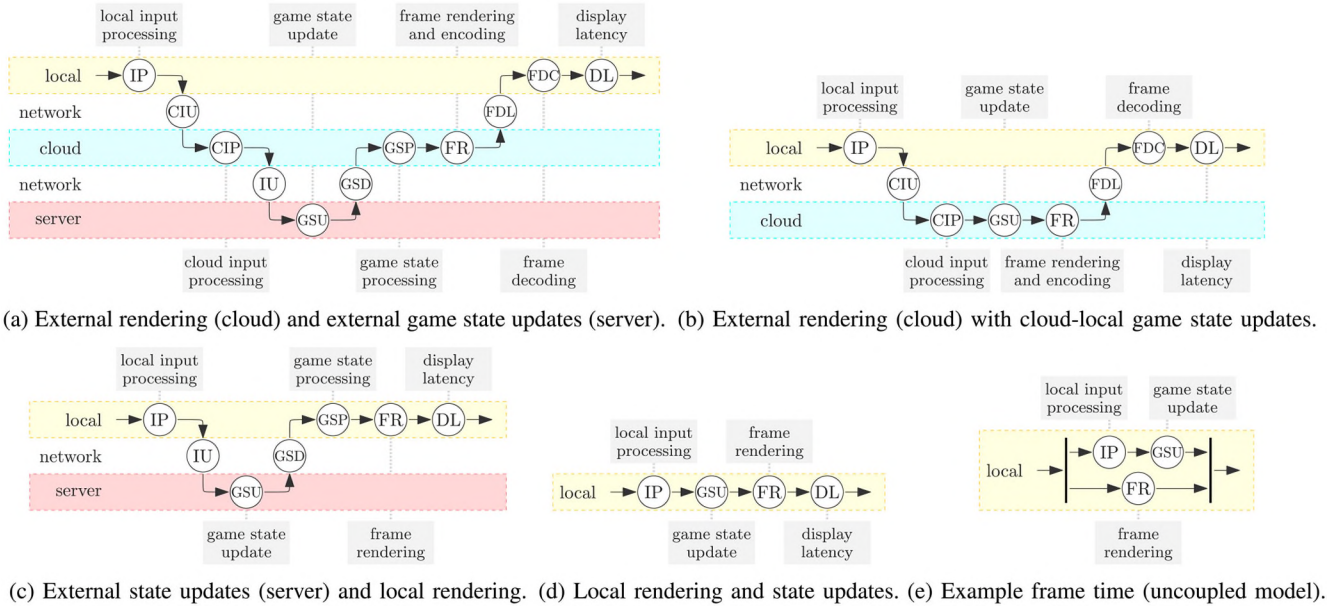 local input
processing
game state
update
frame rendering
and encoding
display
latency
local
IP
FDC
DL
network
CIU
FDL
cloud
CIP
GSP
FR
network
IU
GSD
server
GSU
cloud input
processing
game state
processing
frame
decoding
(a) External rendering (cloud) and external game state updates (server).
local input
processing
game state
update
frame
decoding
local
IP
FDC
DL
network
CIU
FDL
cloud
CIP
GSU
FR
cloud input
processing
frame rendering
and encoding
display
latency
(b) External rendering (cloud) with cloud-local game state updates.
local input
processing
game state
processing
display
latency
local
IP
GSP
FR
DL
network
IU
GSD
server
GSU
game state
update
frame
rendering
(c) External state updates (server) and local rendering.
local input
processing
frame
rendering
local
IP
GSU
FR
DL
game state
update
display
latency
(d) Local rendering and state updates.
local input
processing
game state
update
local
IP
GSU
FR
frame
rendering
(e) Example frame time (uncoupled model).